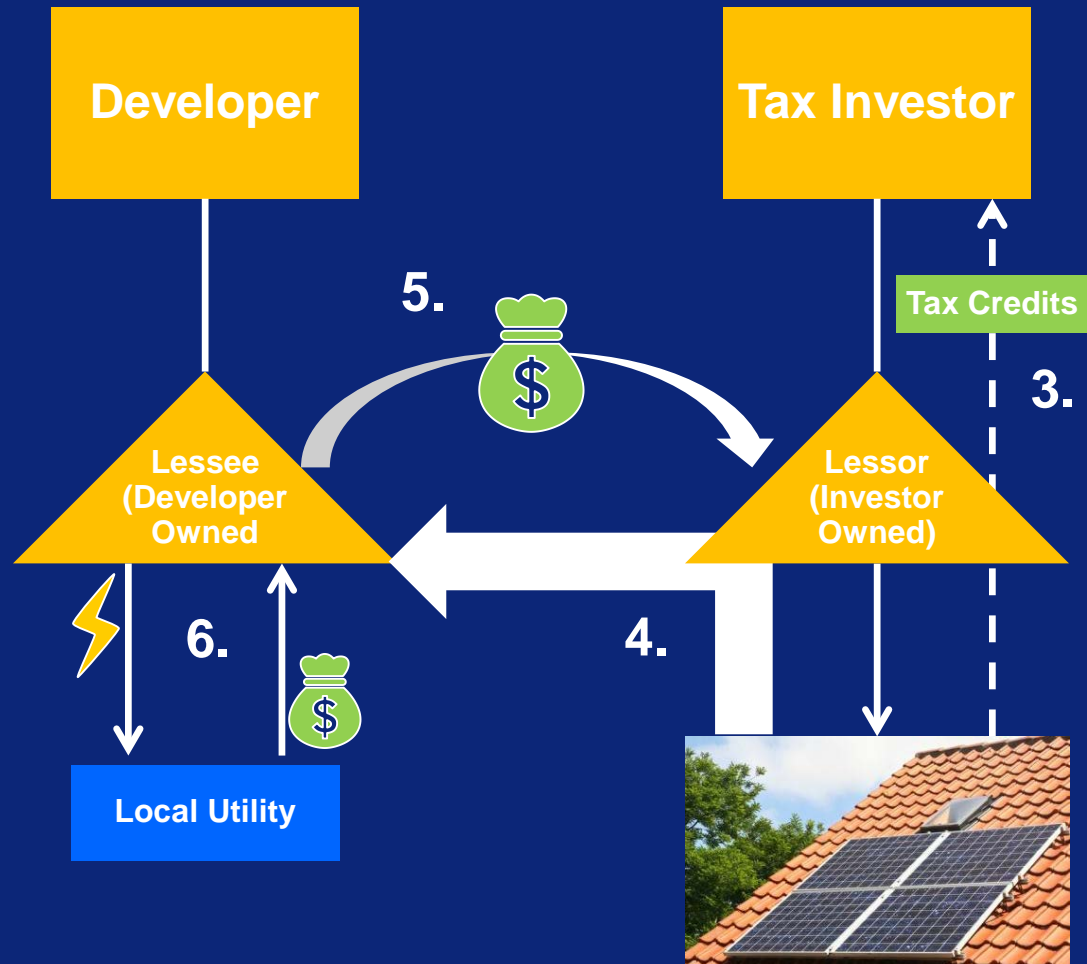 Developer
Tax Investor
5.
$
Tax Credits
3.
Lessee
(Developer
Owned
Lessor
(Investor
Owned)
6.
4.
$
Local Utility